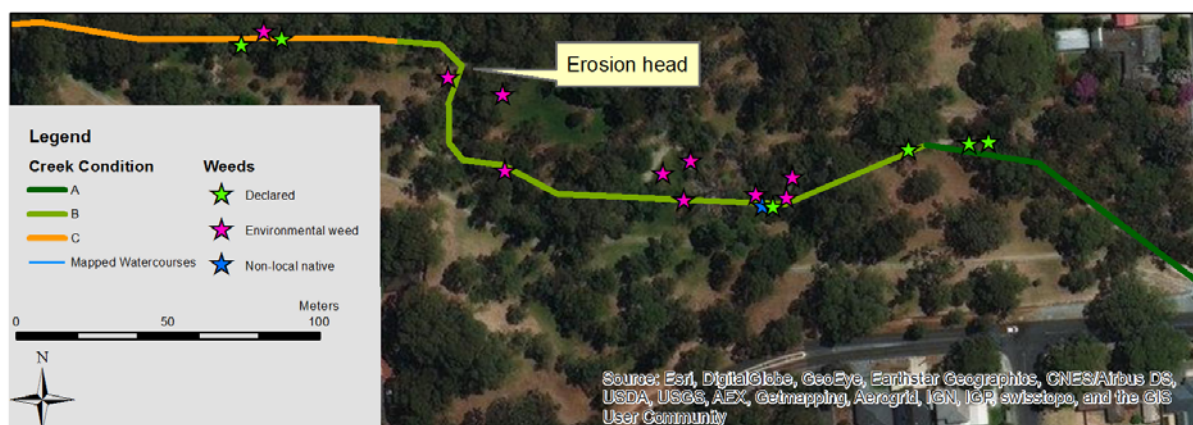 Erosion head
Legend
Creek Condition
A
B
C
Mapped Watercourses
Weeds
Declared
Environmental weed
Non-local native
Meters
0 50 100
N
Source: Esri, DigitalGlobe, GeoEye, Earthstar Geographics, CNES/Airbus DS,
USDA, USGS, AEX, Getmapping, Aerogrid, IGN, IGP, swisstopo, and the GIS
User Community